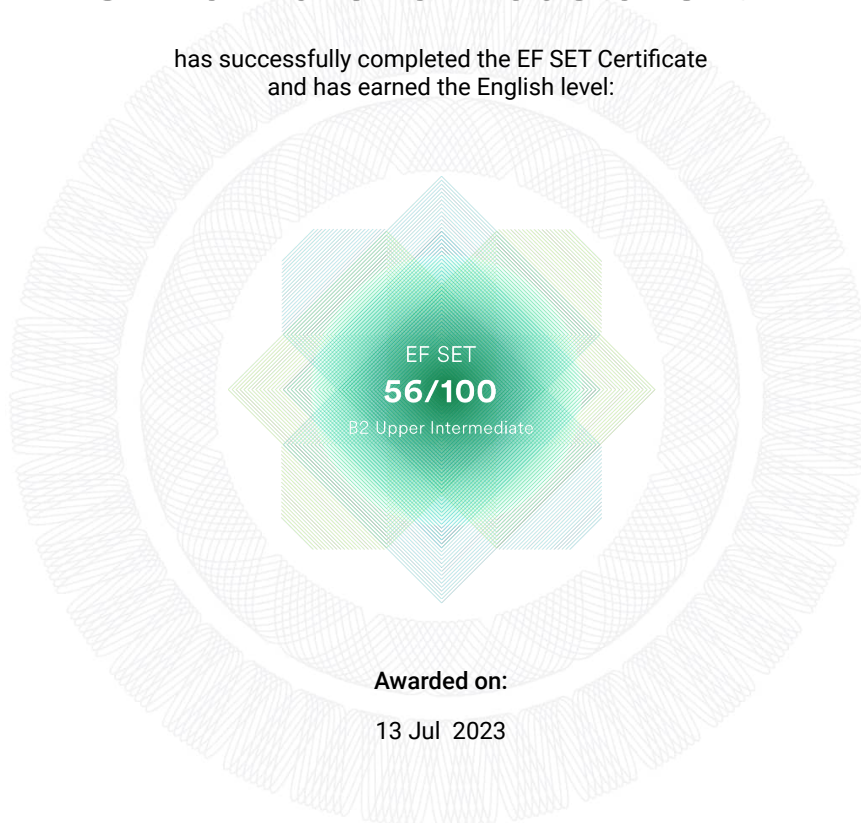 has successfully completed the EF SET Certificate
and has earned the English level:
EF SET
56/100
B2 Upper Intermediate
Awarded on:
13 Jul 2023